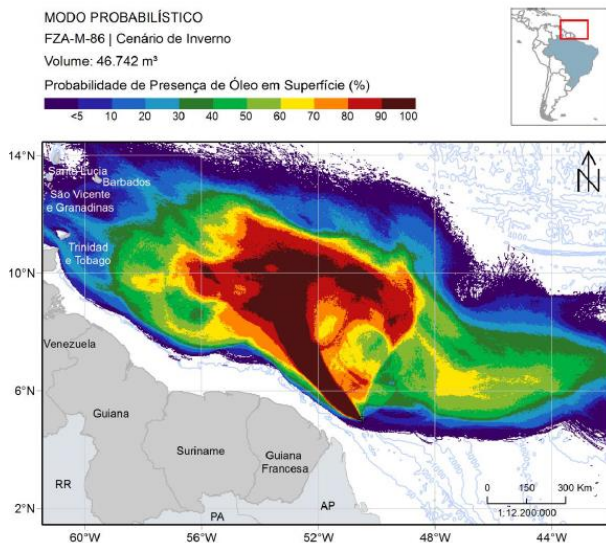 MODO PROBABILÍSTICO
FZA-M-86 | Cenário de Inverno
Volume: 46.742 m³
Probabilidade de Presença de Óleo em Superfície (%)
<5 10 20 30 40 50 60 70 80 90 100
14°N
10°N
6°N
2°N
Santa Lucia
Barbados
São Vicente
e Granadinas
Trinidad
e Tobago
Venezuela
Guiana
Suriname
Guiana
Francesa
RR
PA
AP
N
0 150 300 Km
1:12.200.000
60°W 56°W 52°W 48°W 44°W